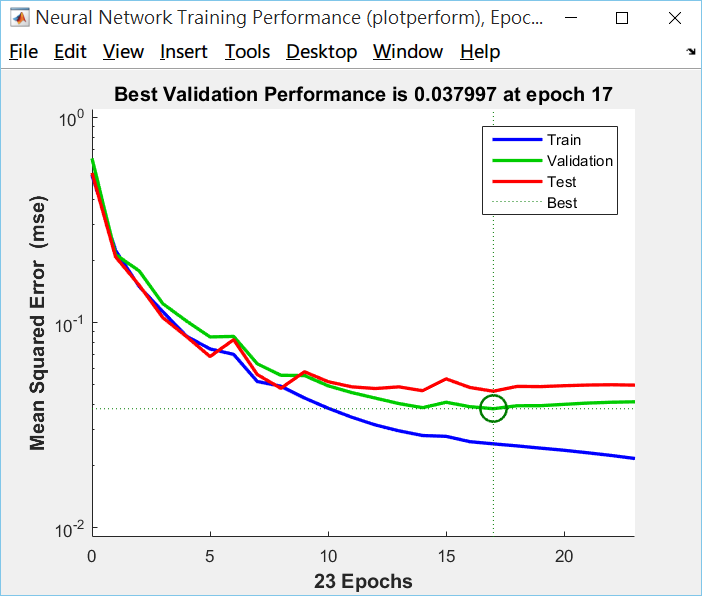 Neural Network Training Performance (plotperform), Epoc...
File Edit View Insert Tools Desktop Window Help
Best Validation Performance is 0.037997 at epoch 17
Mean Squared Error (mse)
10^0
10^-1
10^-2
Train
Validation
Test
Best
0 5 10 15 20
23 Epochs